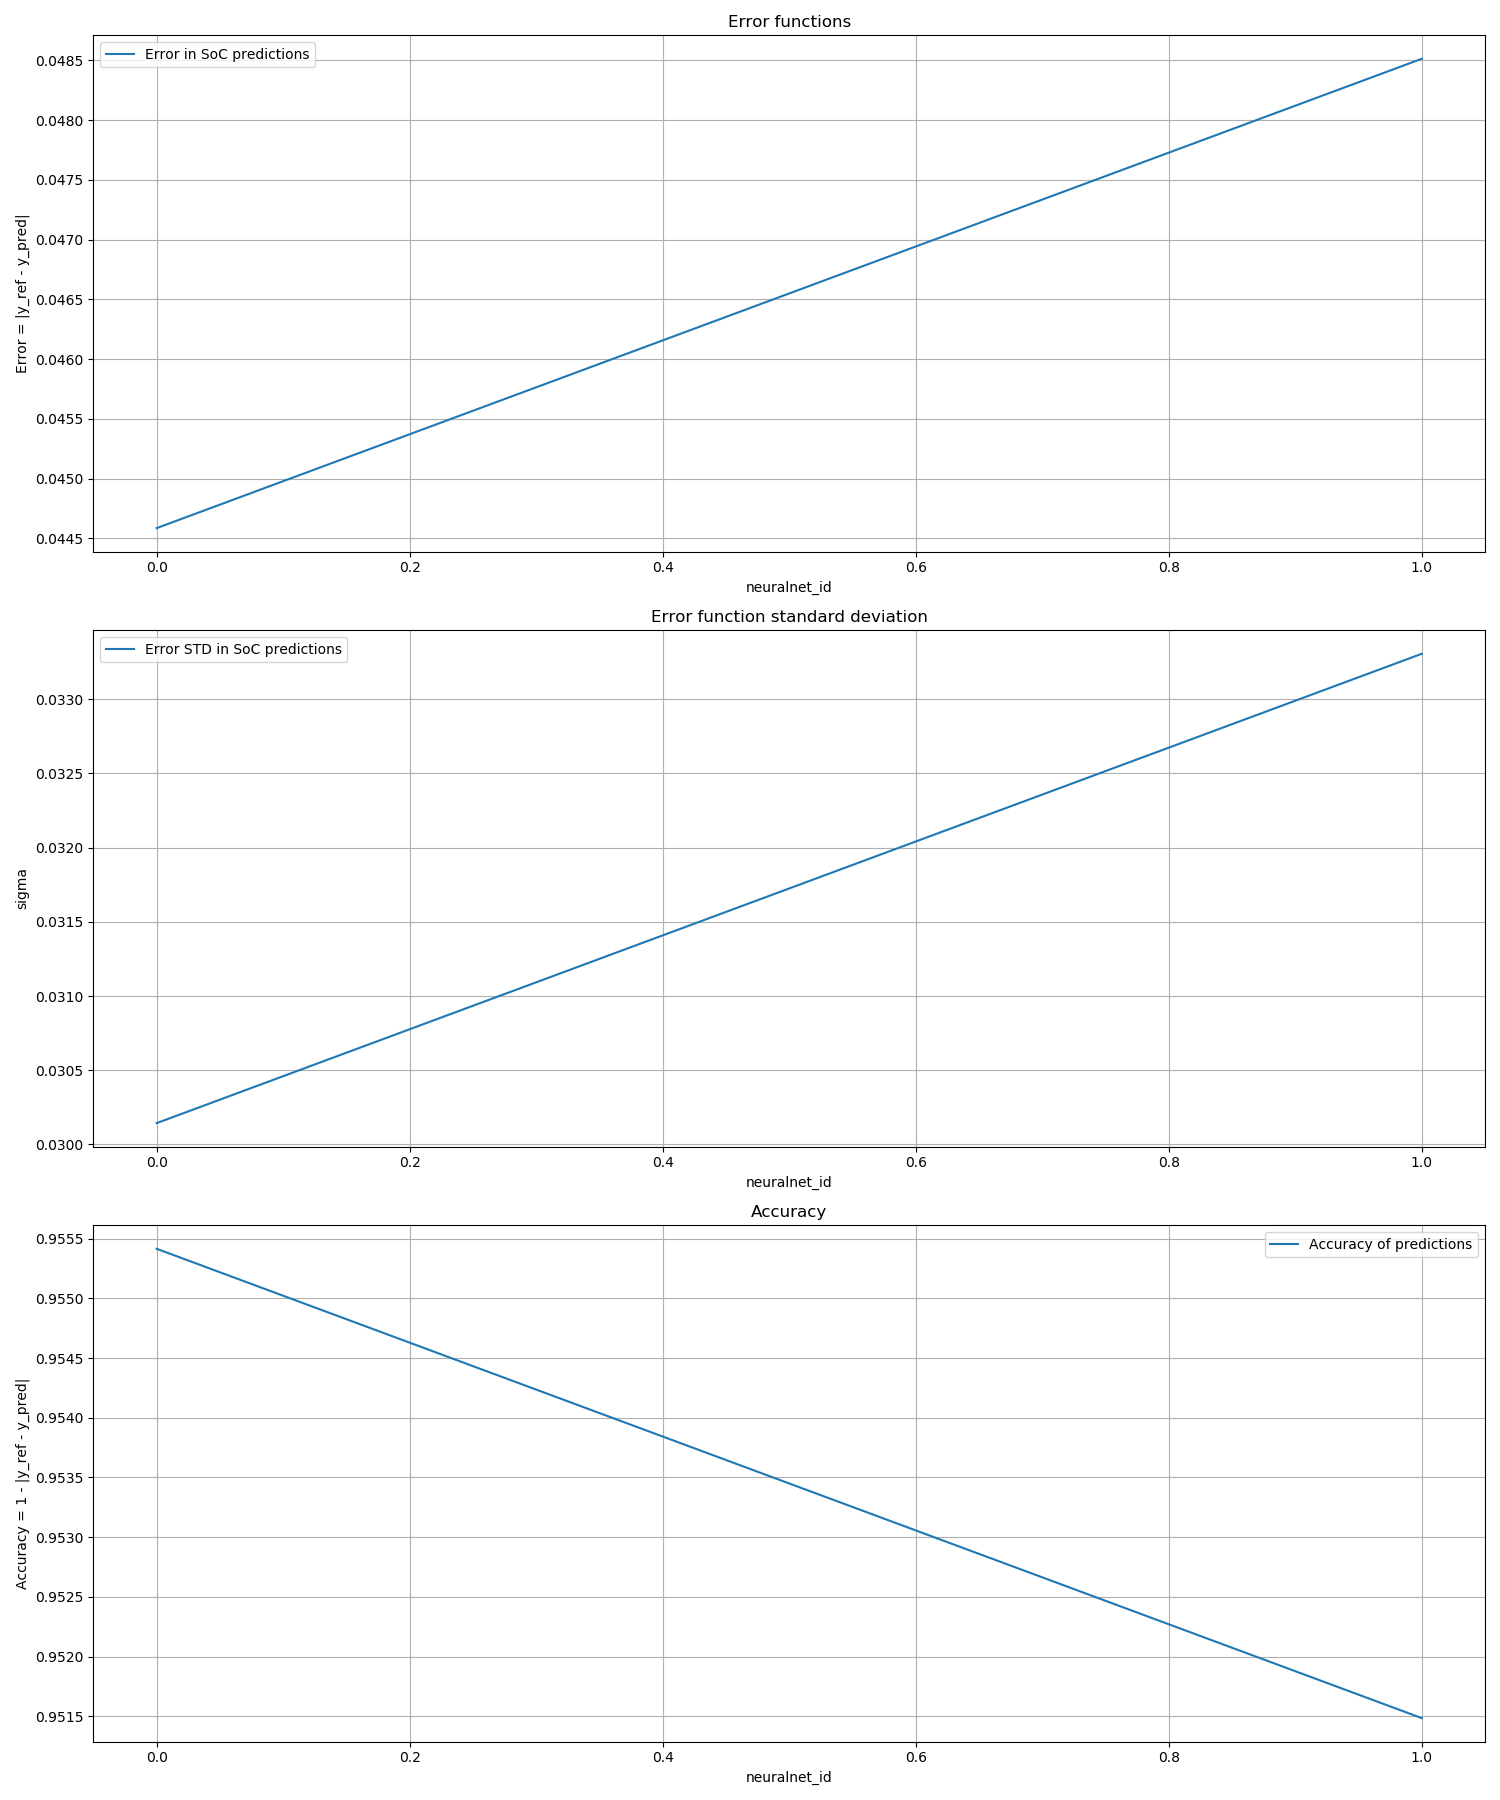 Error functions
Error in SoC predictions
0.0485
0.0480
0.0475
0.0470
0.0465
0.0460
0.0455
0.0450
0.0445
Error = |y_ref - y_pred|
0.0 0.2 0.4 0.6 0.8 1.0
neuralnet_id
Error function standard deviation
Error STD in SoC predictions
0.0330
0.0325
0.0320
0.0315
0.0310
0.0305
0.0300
sigma
0.0 0.2 0.4 0.6 0.8 1.0
neuralnet_id
Accuracy
Accuracy of predictions
0.9555
0.9550
0.9545
0.9540
0.9535
0.9530
0.9525
0.9520
0.9515
Accuracy = 1 - |y_ref - y_pred|
0.0 0.2 0.4 0.6 0.8 1.0
neuralnet_id